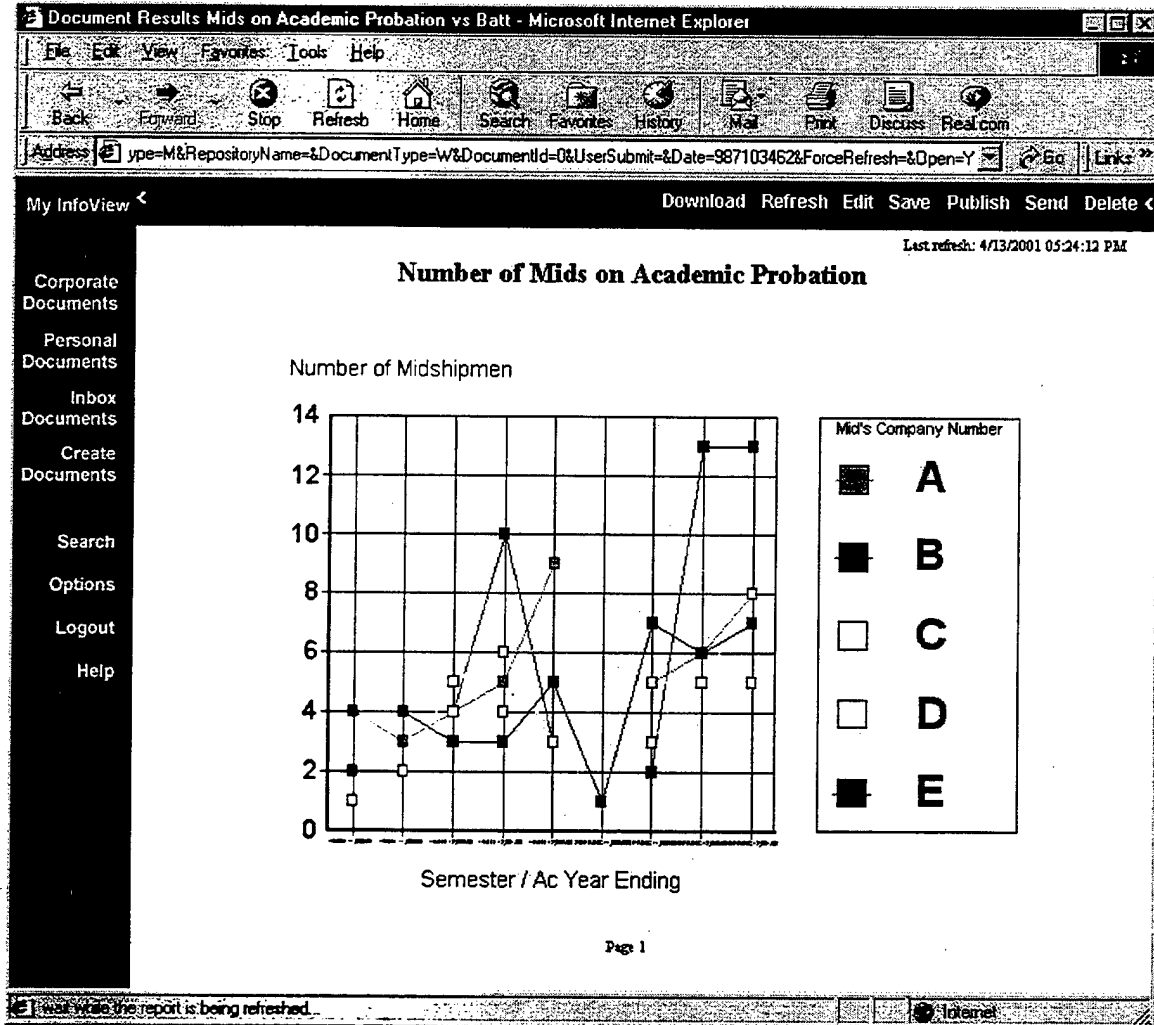 Document Results Mids on Academic Probation vs Batt - Microsoft Internet Explorer
File Edit View Favorites Tools Help
Back Forward Stop Refresh Home Search Favorites History Mail Print Discuss Real.com
Address ype=M&RepositoryName=&DocumentType=W&DocumentId=0&UserSubmit=&Date=987103462&ForceRefresh=&Open=Y Go Links »
My InfoView < Download Refresh Edit Save Publish Send Delete <
Last refresh: 4/13/2001 05:24:12 PM
Number of Mids on Academic Probation
Corporate
Documents
Personal
Documents
Inbox
Documents
Create
Documents
Search
Options
Logout
Help
Number of Midshipmen
14
12
10
8
6
4
2
0
Semester / Ac Year Ending
Mid's Company Number
A
B
C
D
E
Page 1
wait while the report is being refreshed... Internet